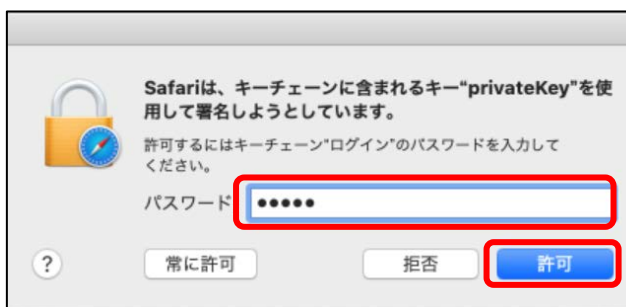 Safariは、キーチェーンに含まれるキー“privateKey”を使
用して署名しようとしています。
許可するにはキーチェーン“ログイン”のパスワードを入力して
ください。
パスワード ●●●●●
? 常に許可 拒否 許可